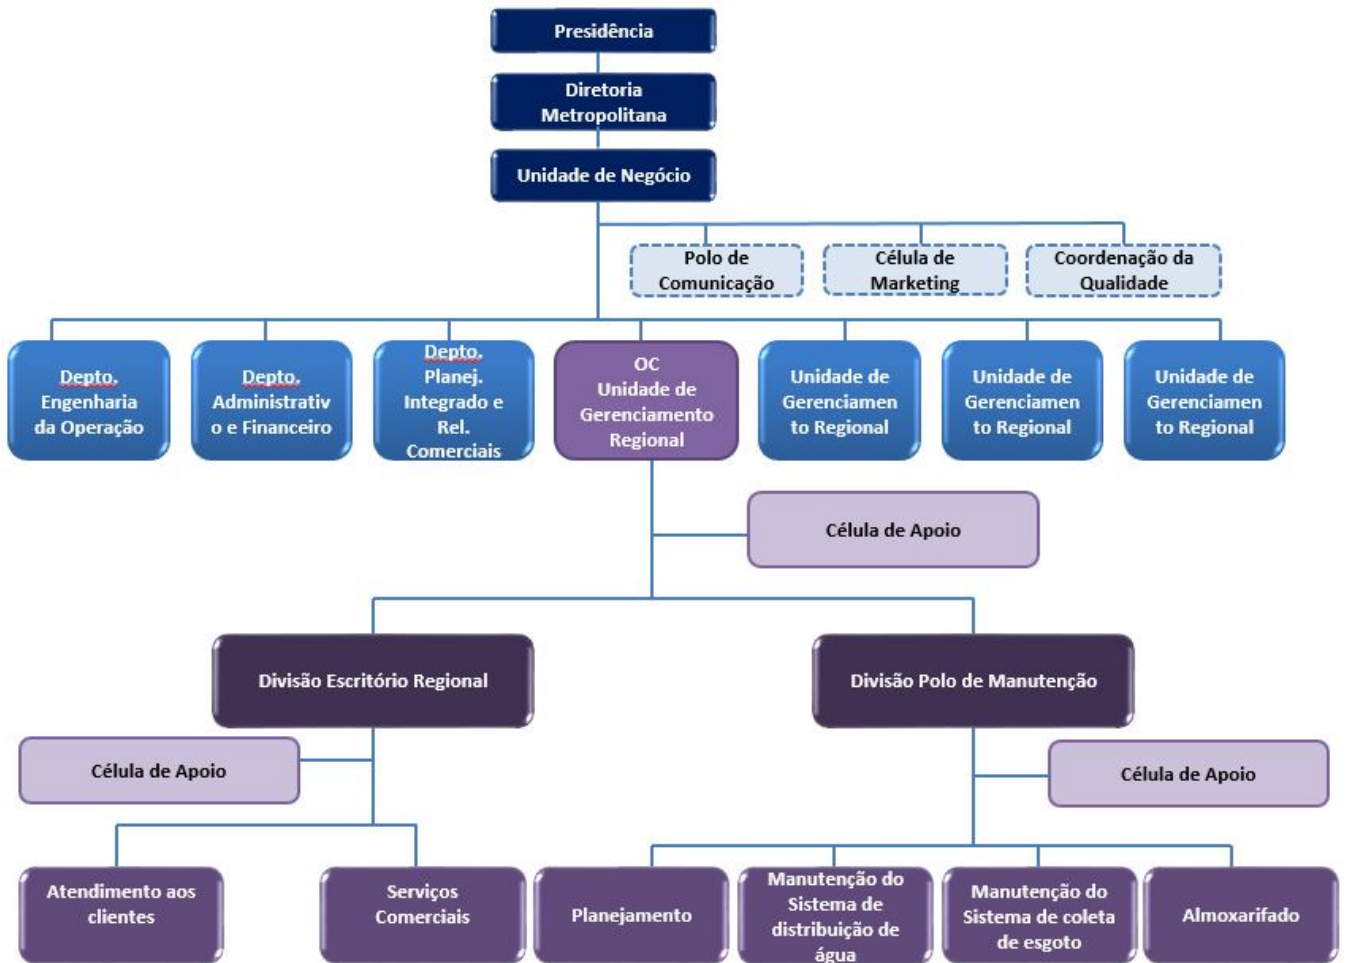 Presidência
Diretoria
Metropolitana
Unidade de Negócio
Polo de
Comunicação
Célula de
Marketing
Coordenação da
Qualidade
Depto.
Engenharia
da Operação
Depto.
Administrativ
o e Financeiro
Depto.
Planej.
Integrado e
Rel.
Comerciais
OC
Unidade de
Gerenciamento
Regional
Unidade de
Gerenciamen
to Regional
Unidade de
Gerenciamen
to Regional
Unidade de
Gerenciamen
to Regional
Célula de Apoio
Divisão Escritório Regional
Divisão Polo de Manutenção
Célula de Apoio
Célula de Apoio
Atendimento aos
clientes
Serviços
Comerciais
Planejamento
Manutenção do
Sistema de
distribuição de
água
Manutenção do
Sistema de coleta
de esgoto
Almoxarifado